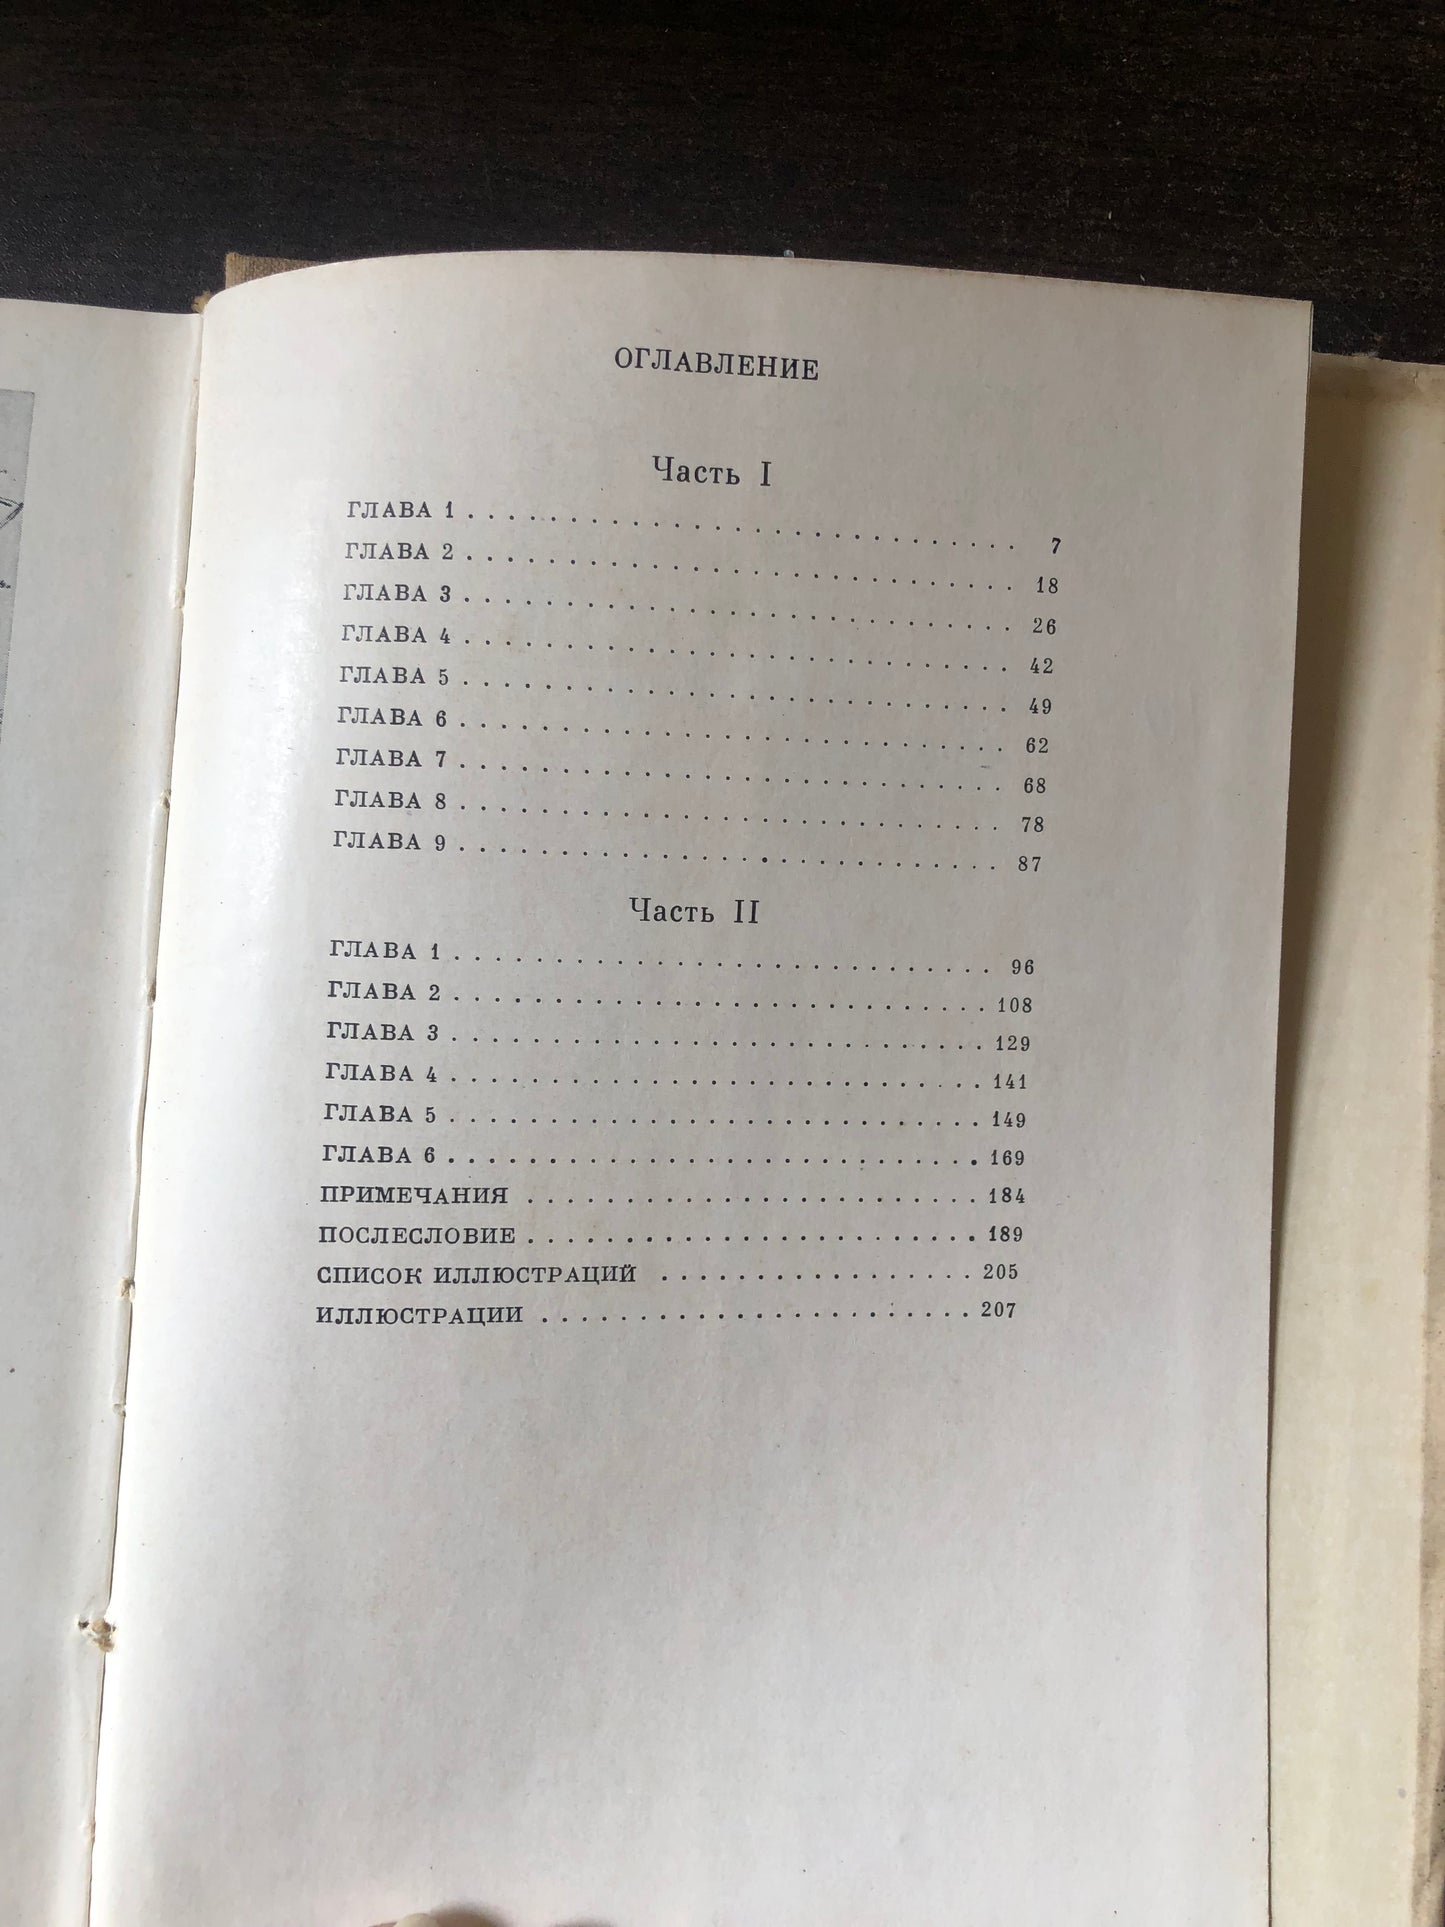 ОГЛАВЛЕНИЕ
Часть I
ГЛАВА 1 . . . . . . . . . . . . . . . . . . . . . . . . . . . 7
ГЛАВА 2 . . . . . . . . . . . . . . . . . . . . . . . . . . . 18
ГЛАВА 3 . . . . . . . . . . . . . . . . . . . . . . . . . . . 26
ГЛАВА 4 . . . . . . . . . . . . . . . . . . . . . . . . . . . 42
ГЛАВА 5 . . . . . . . . . . . . . . . . . . . . . . . . . . . 49
ГЛАВА 6 . . . . . . . . . . . . . . . . . . . . . . . . . . . 62
ГЛАВА 7 . . . . . . . . . . . . . . . . . . . . . . . . . . . 68
ГЛАВА 8 . . . . . . . . . . . . . . . . . . . . . . . . . . . 78
ГЛАВА 9 . . . . . . . . . . . . . . . . . . . . . . . . . . . 87
Часть II
ГЛАВА 1 . . . . . . . . . . . . . . . . . . . . . . . . . . . 96
ГЛАВА 2 . . . . . . . . . . . . . . . . . . . . . . . . . . . 108
ГЛАВА 3 . . . . . . . . . . . . . . . . . . . . . . . . . . . 129
ГЛАВА 4 . . . . . . . . . . . . . . . . . . . . . . . . . . . 141
ГЛАВА 5 . . . . . . . . . . . . . . . . . . . . . . . . . . . 149
ГЛАВА 6 . . . . . . . . . . . . . . . . . . . . . . . . . . . 169
ПРИМЕЧАНИЯ . . . . . . . . . . . . . . . . . . . . . . . 184
ПОСЛЕСЛОВИЕ . . . . . . . . . . . . . . . . . . . . . . . 189
СПИСОК ИЛЛЮСТРАЦИЙ . . . . . . . . . . . . . . . . 205
ИЛЛЮСТРАЦИИ . . . . . . . . . . . . . . . . . . . . . . 207